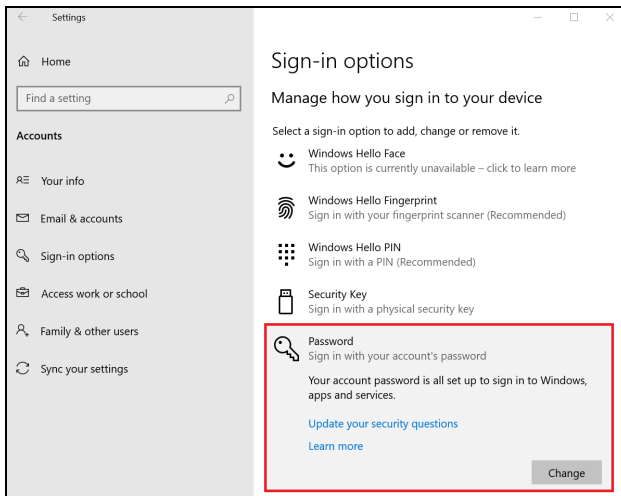 Settings
Home
Find a setting
Accounts
Your info
Email & accounts
Sign-in options
Access work or school
Family & other users
Sync your settings
Sign-in options
Manage how you sign in to your device
Select a sign-in option to add, change or remove it.
Windows Hello Face
This option is currently unavailable – click to learn more
Windows Hello Fingerprint
Sign in with your fingerprint scanner (Recommended)
Windows Hello PIN
Sign in with a PIN (Recommended)
Security Key
Sign in with a physical security key
Password
Sign in with your account's password
Your account password is all set up to sign in to Windows,
apps and services.
Update your security questions
Learn more
Change